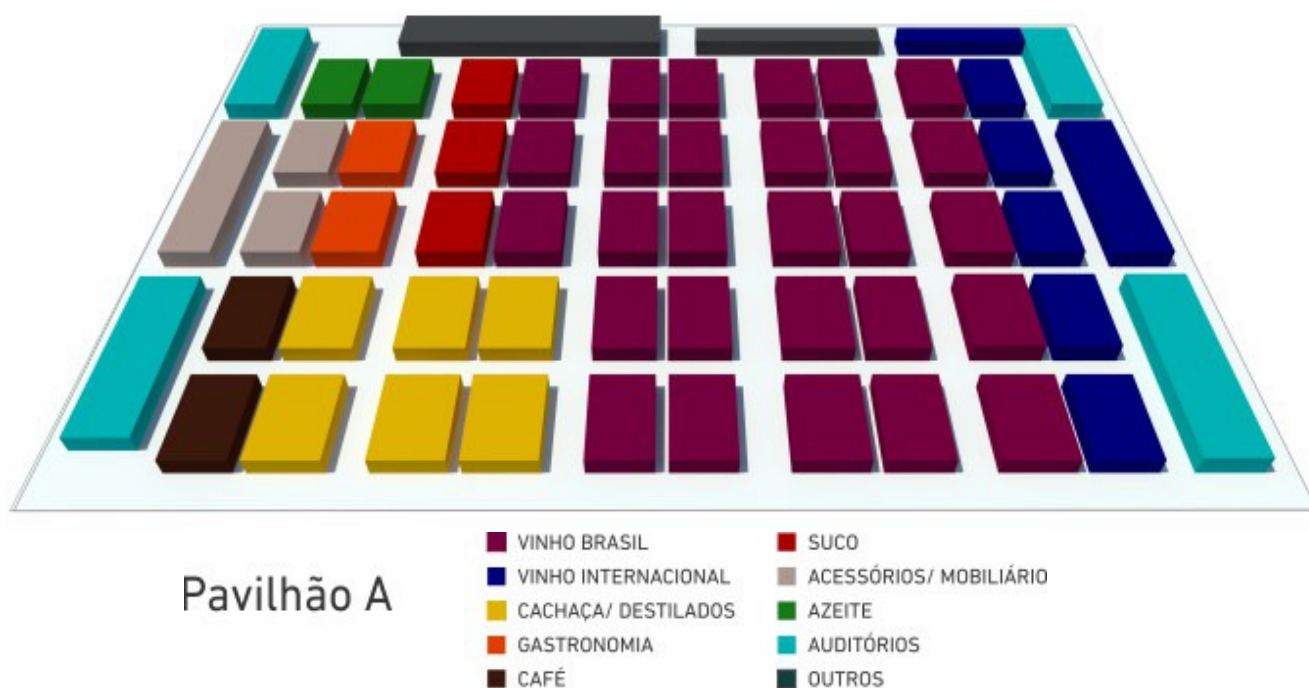 Pavilhão A
VINHO BRASIL
VINHO INTERNACIONAL
CACHAÇA/ DESTILADOS
GASTRONOMIA
CAFÉ
SUCO
ACESSÓRIOS/ MOBILIÁRIO
AZEITE
AUDITÓRIOS
OUTROS